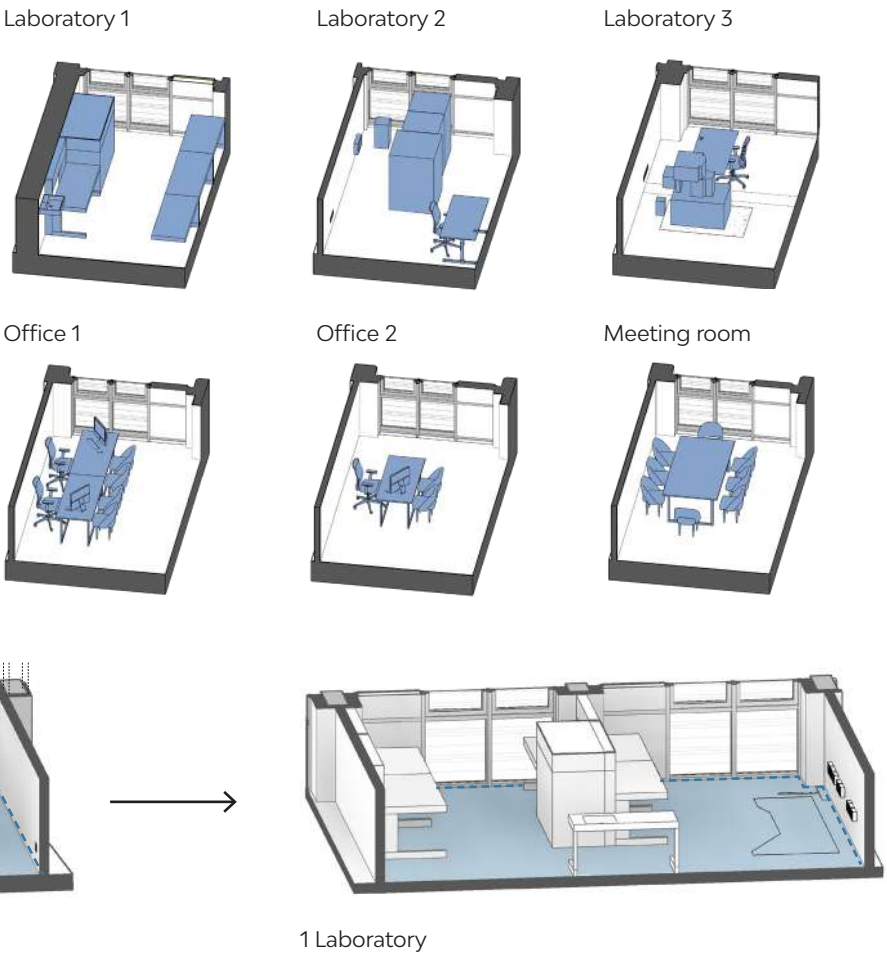 Laboratory 1
Laboratory 2
Laboratory 3
Office 1
Office 2
Meeting room
1 Laboratory